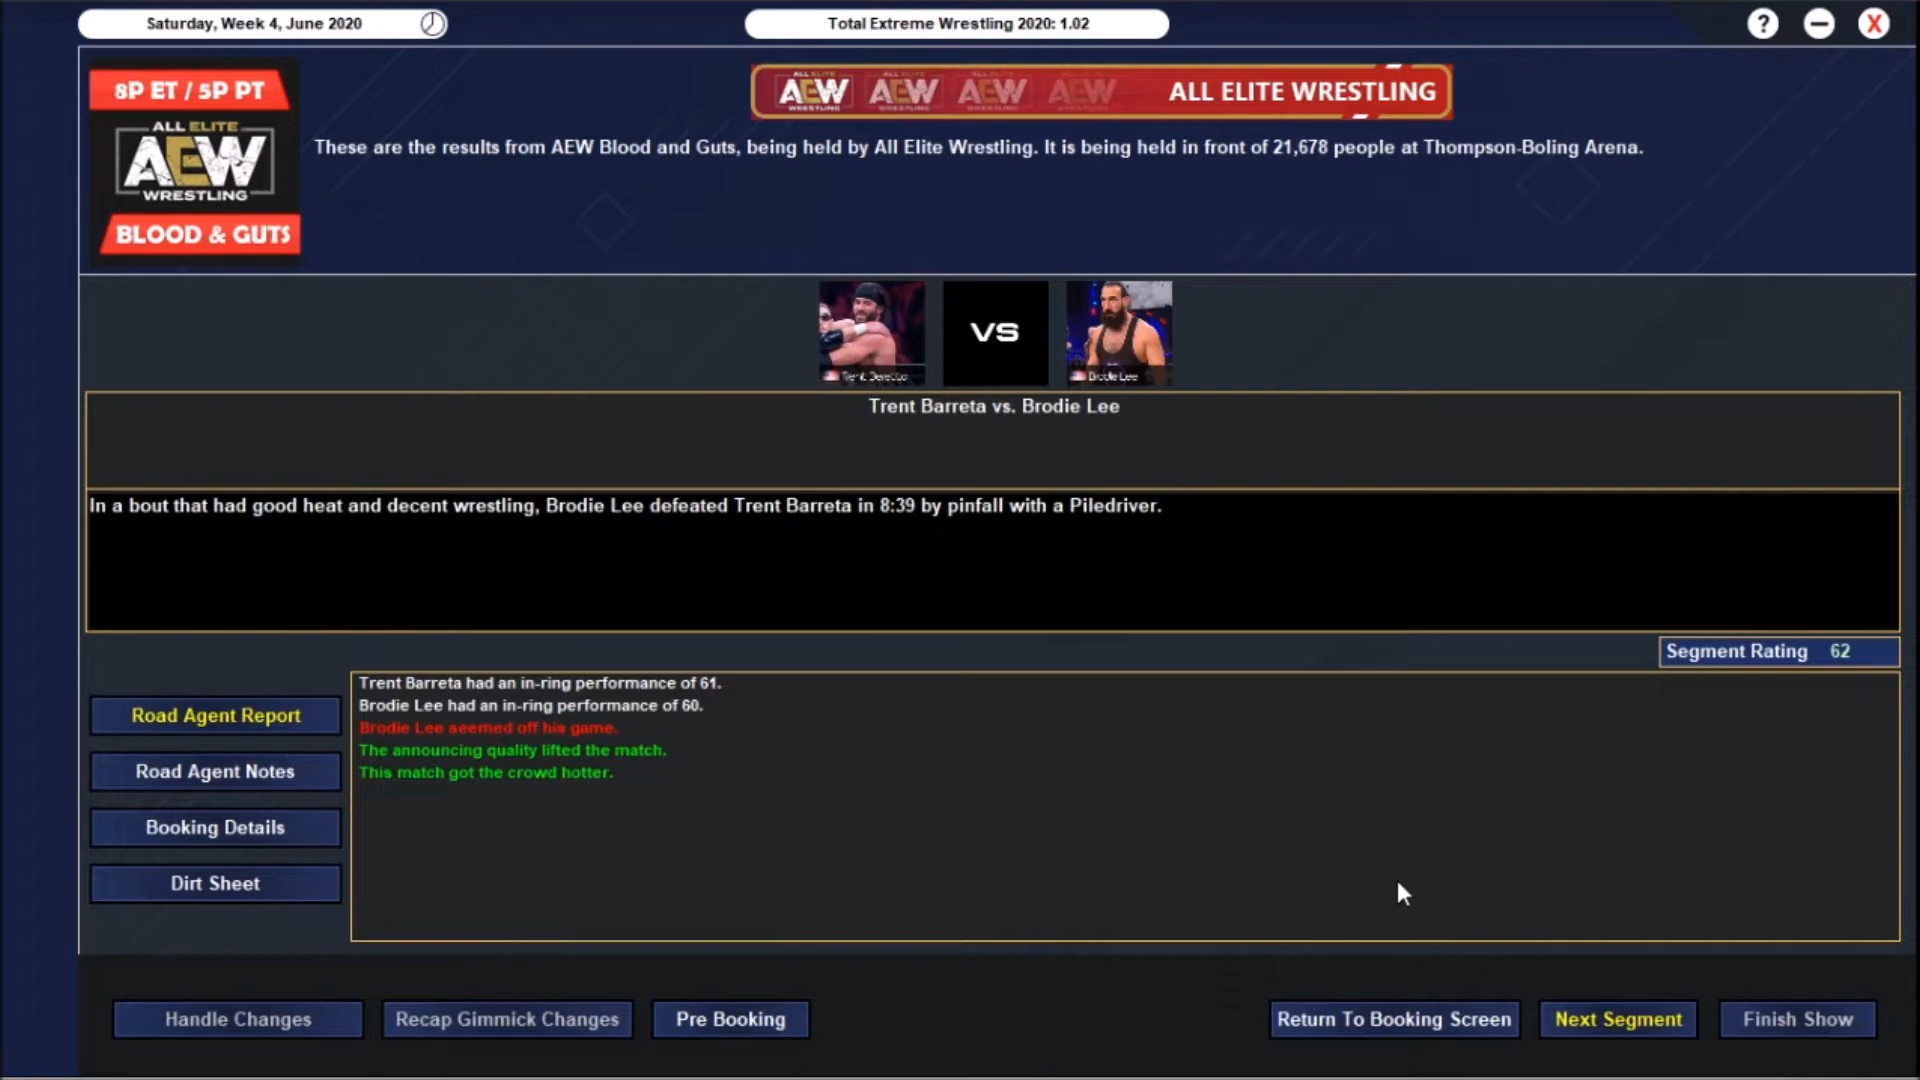 Saturday, Week 4, June 2020
Total Extreme Wrestling 2020: 1.02
?
X
8P ET / 5P PT
ALL ELITE
AEW
WRESTLING
BLOOD & GUTS
ALL ELITE AEW WRESTLING
ALL ELITE WRESTLING
These are the results from AEW Blood and Guts, being held by All Elite Wrestling. It is being held in front of 21,678 people at Thompson-Boling Arena.
VS
Brodie Lee
Trent Barreta vs. Brodie Lee
In a bout that had good heat and decent wrestling, Brodie Lee defeated Trent Barreta in 8:39 by pinfall with a Piledriver.
Segment Rating 62
Road Agent Report
Road Agent Notes
Booking Details
Dirt Sheet
Trent Barreta had an in-ring performance of 61.
Brodie Lee had an in-ring performance of 60.
Brodie Lee seemed off his game.
The announcing quality lifted the match.
This match got the crowd hotter.
Handle Changes
Recap Gimmick Changes
Pre Booking
Return To Booking Screen
Next Segment
Finish Show